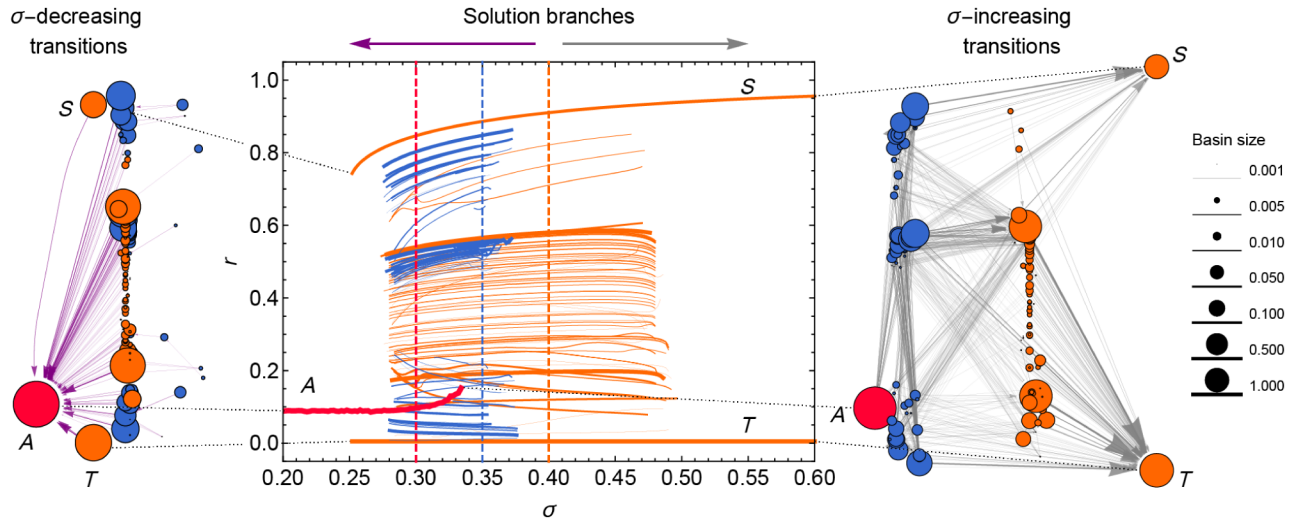 σ-decreasing
transitions
Solution branches
σ-increasing
transitions
S
A
T
r
1.0
0.8
0.6
0.4
0.2
0.0
S
A
T
0.20 0.25 0.30 0.35 0.40 0.45 0.50 0.55 0.60
σ
S
A
T
Basin size
0.001
0.005
0.010
0.050
0.100
0.500
1.000